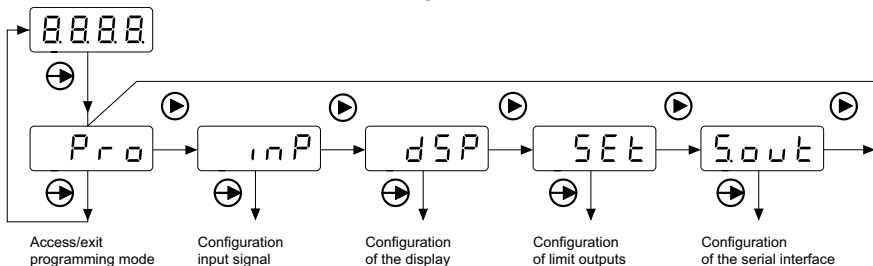 8.8.8.8.
Pro
inP
dSP
SEt
S.out
Access/exit
programming mode
Configuration
input signal
Configuration
of the display
Configuration
of limit outputs
Configuration
of the serial interface